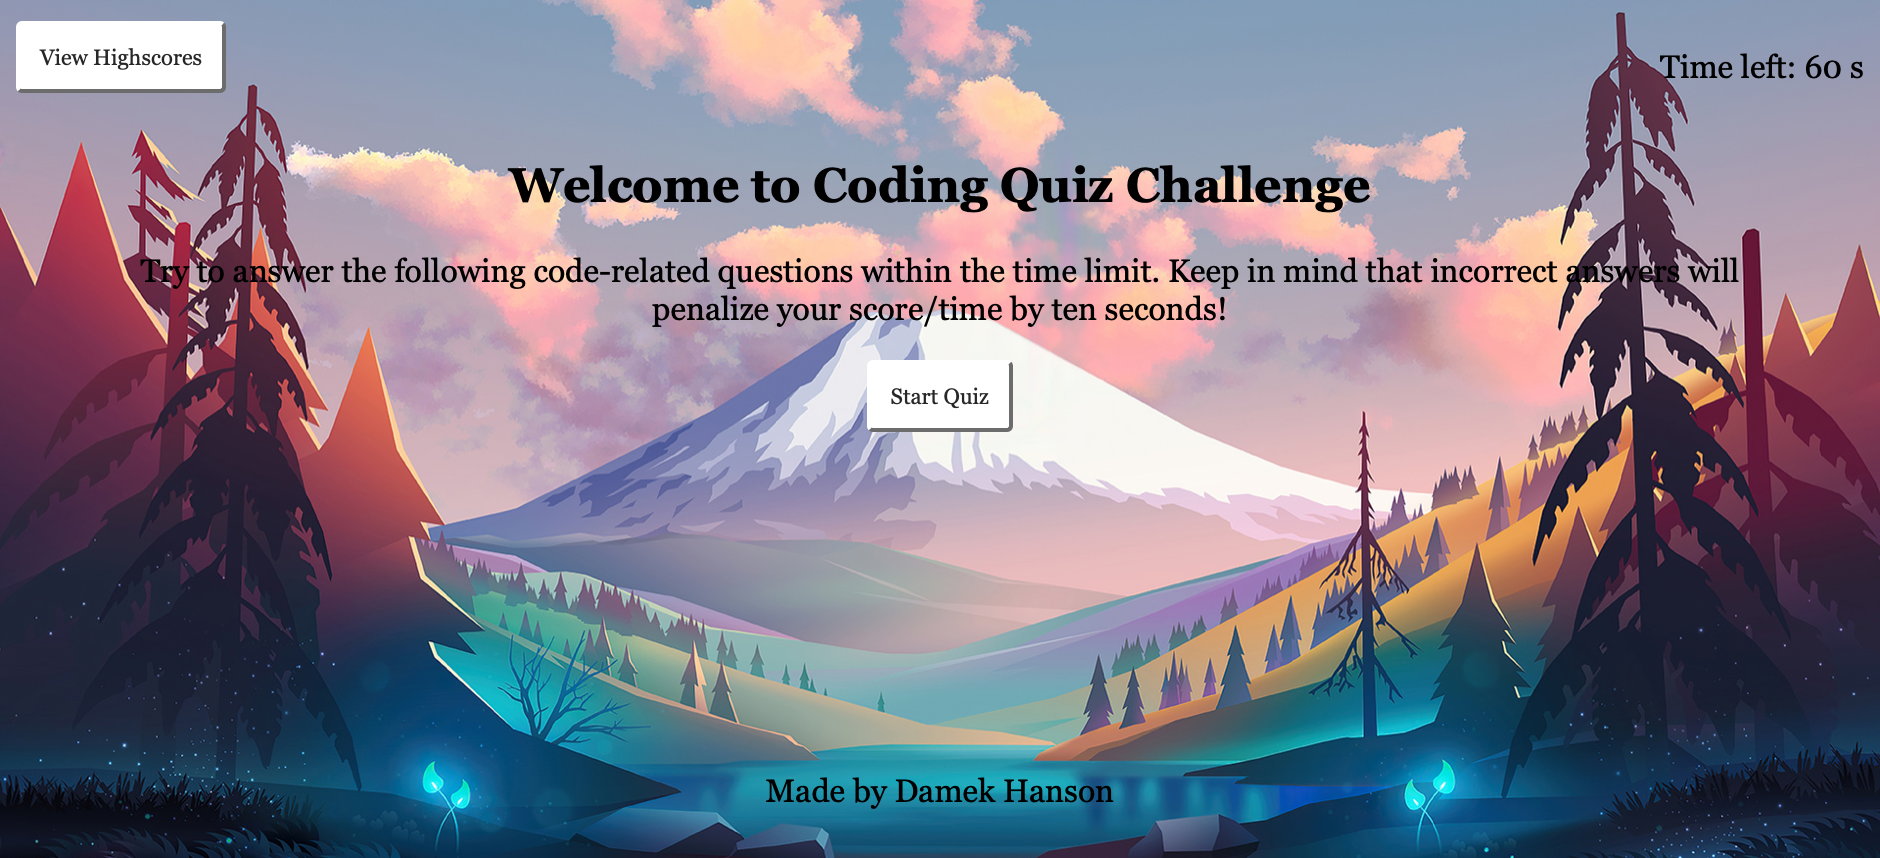 View Highscores
Time left: 60 s
Welcome to Coding Quiz Challenge
Try to answer the following code-related questions within the time limit. Keep in mind that incorrect answers will
penalize your score/time by ten seconds!
Start Quiz
Made by Damek Hanson